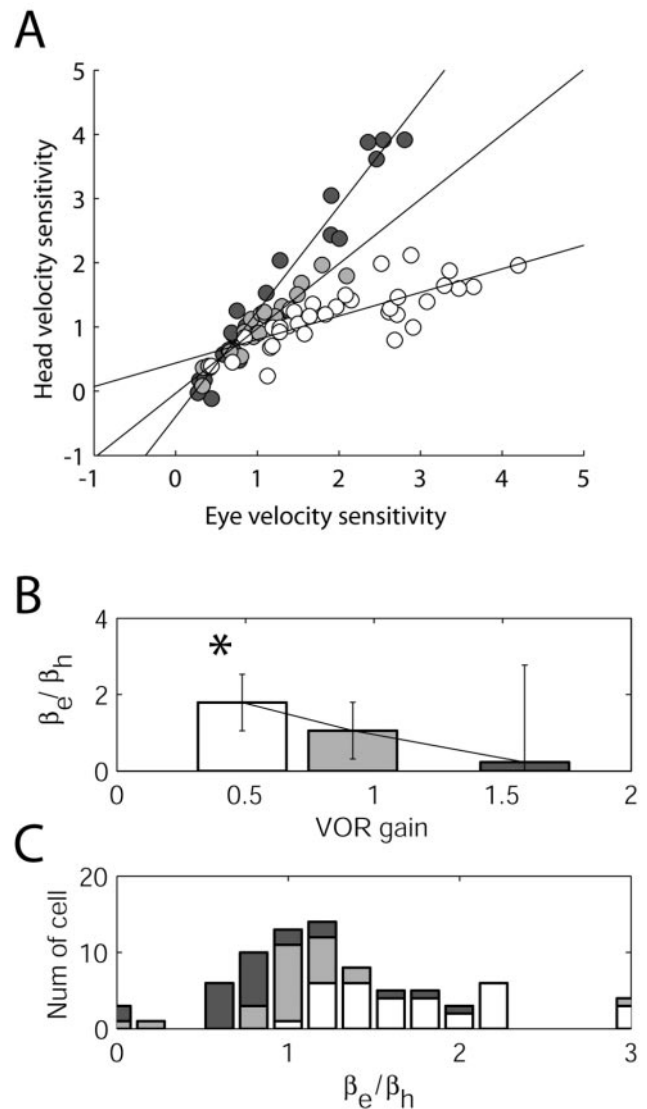 A
5
4
3
2
1
0
-1
Head velocity sensitivity
-1 0 1 2 3 4 5
Eye velocity sensitivity
B
4
2
0
βe/βh
*
0 0.5 1 1.5 2
VOR gain
C
20
10
0
Num of cell
0 1 2 3
βe/βh